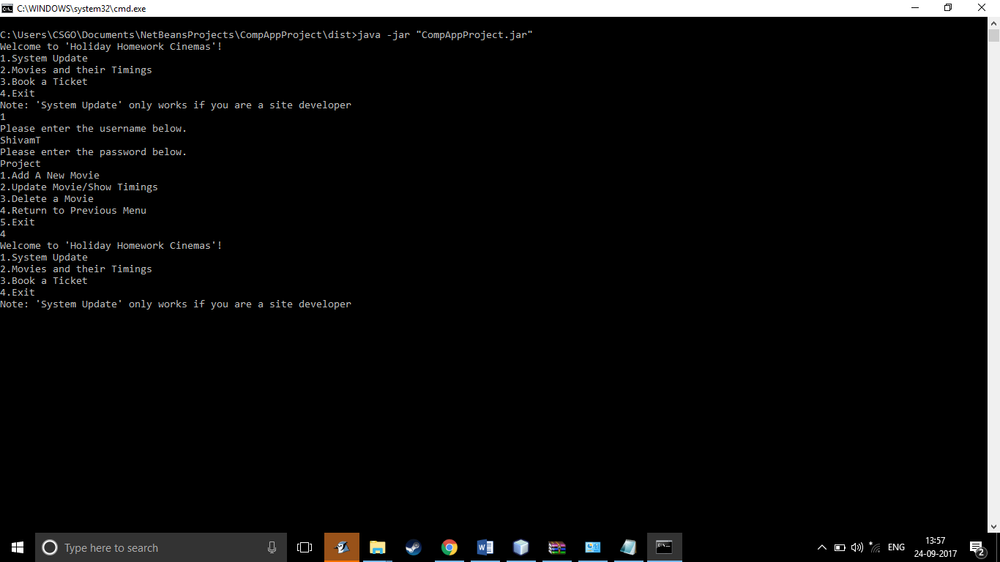 C:\WINDOWS\system32\cmd.exe
C:\Users\CSGO\Documents\NetBeansProjects\CompAppProject\dist>java -jar "CompAppProject.jar"
Welcome to 'Holiday Homework Cinemas'!
1.System Update
2.Movies and their Timings
3.Book a Ticket
4.Exit
Note: 'System Update' only works if you are a site developer
1
Please enter the username below.
ShivamT
Please enter the password below.
Project
1.Add A New Movie
2.Update Movie/Show Timings
3.Delete a Movie
4.Return to Previous Menu
5.Exit
4
Welcome to 'Holiday Homework Cinemas'!
1.System Update
2.Movies and their Timings
3.Book a Ticket
4.Exit
Note: 'System Update' only works if you are a site developer
Type here to search
ENG
13:57
24-09-2017
2